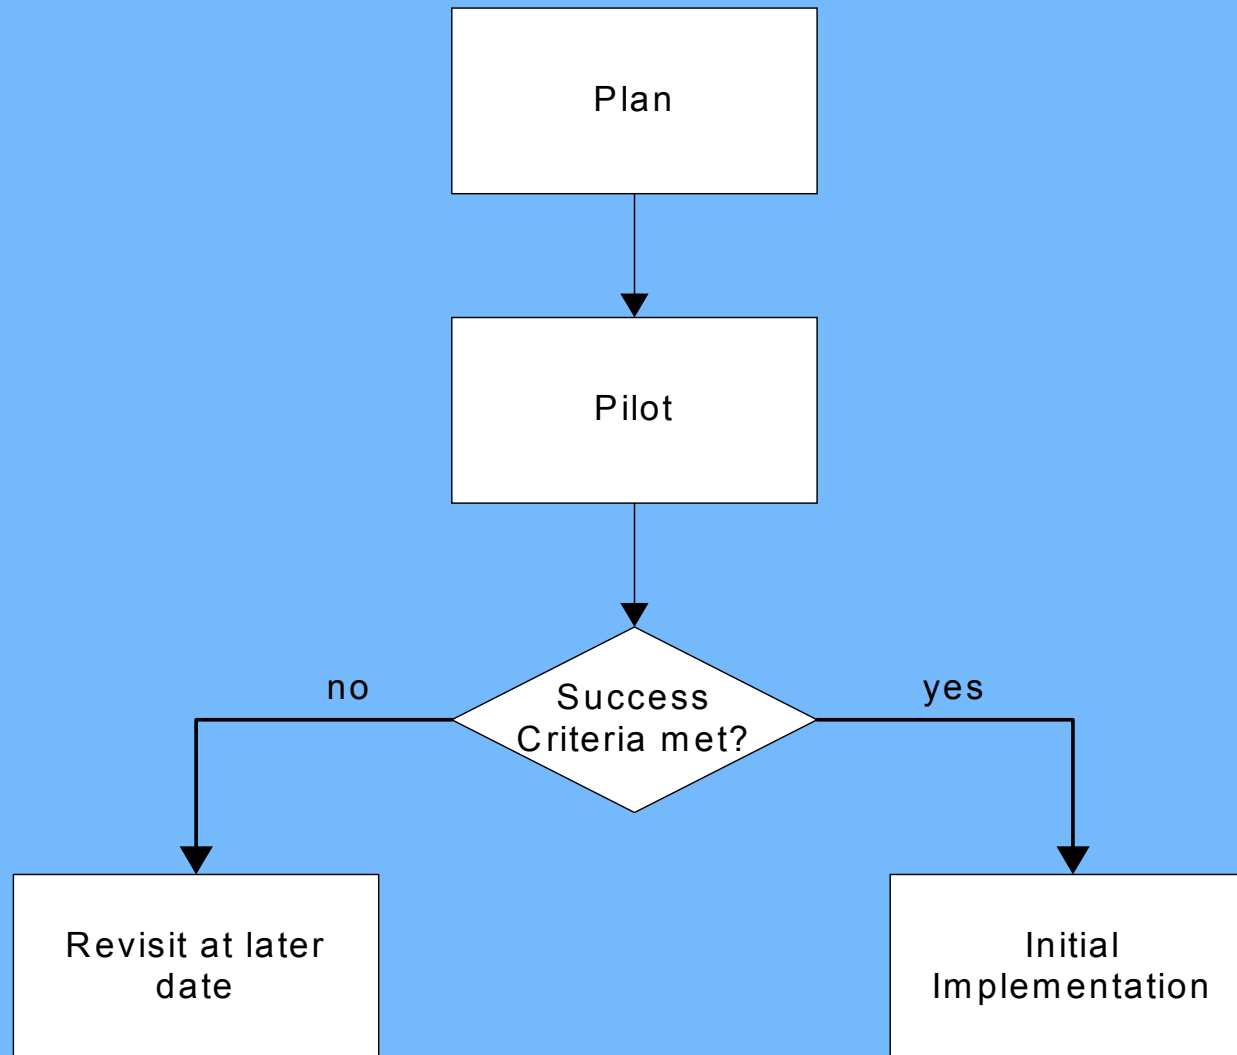 Plan
Pilot
no
Success
Criteria met?
yes
Revisit at later
date
Initial
Implementation